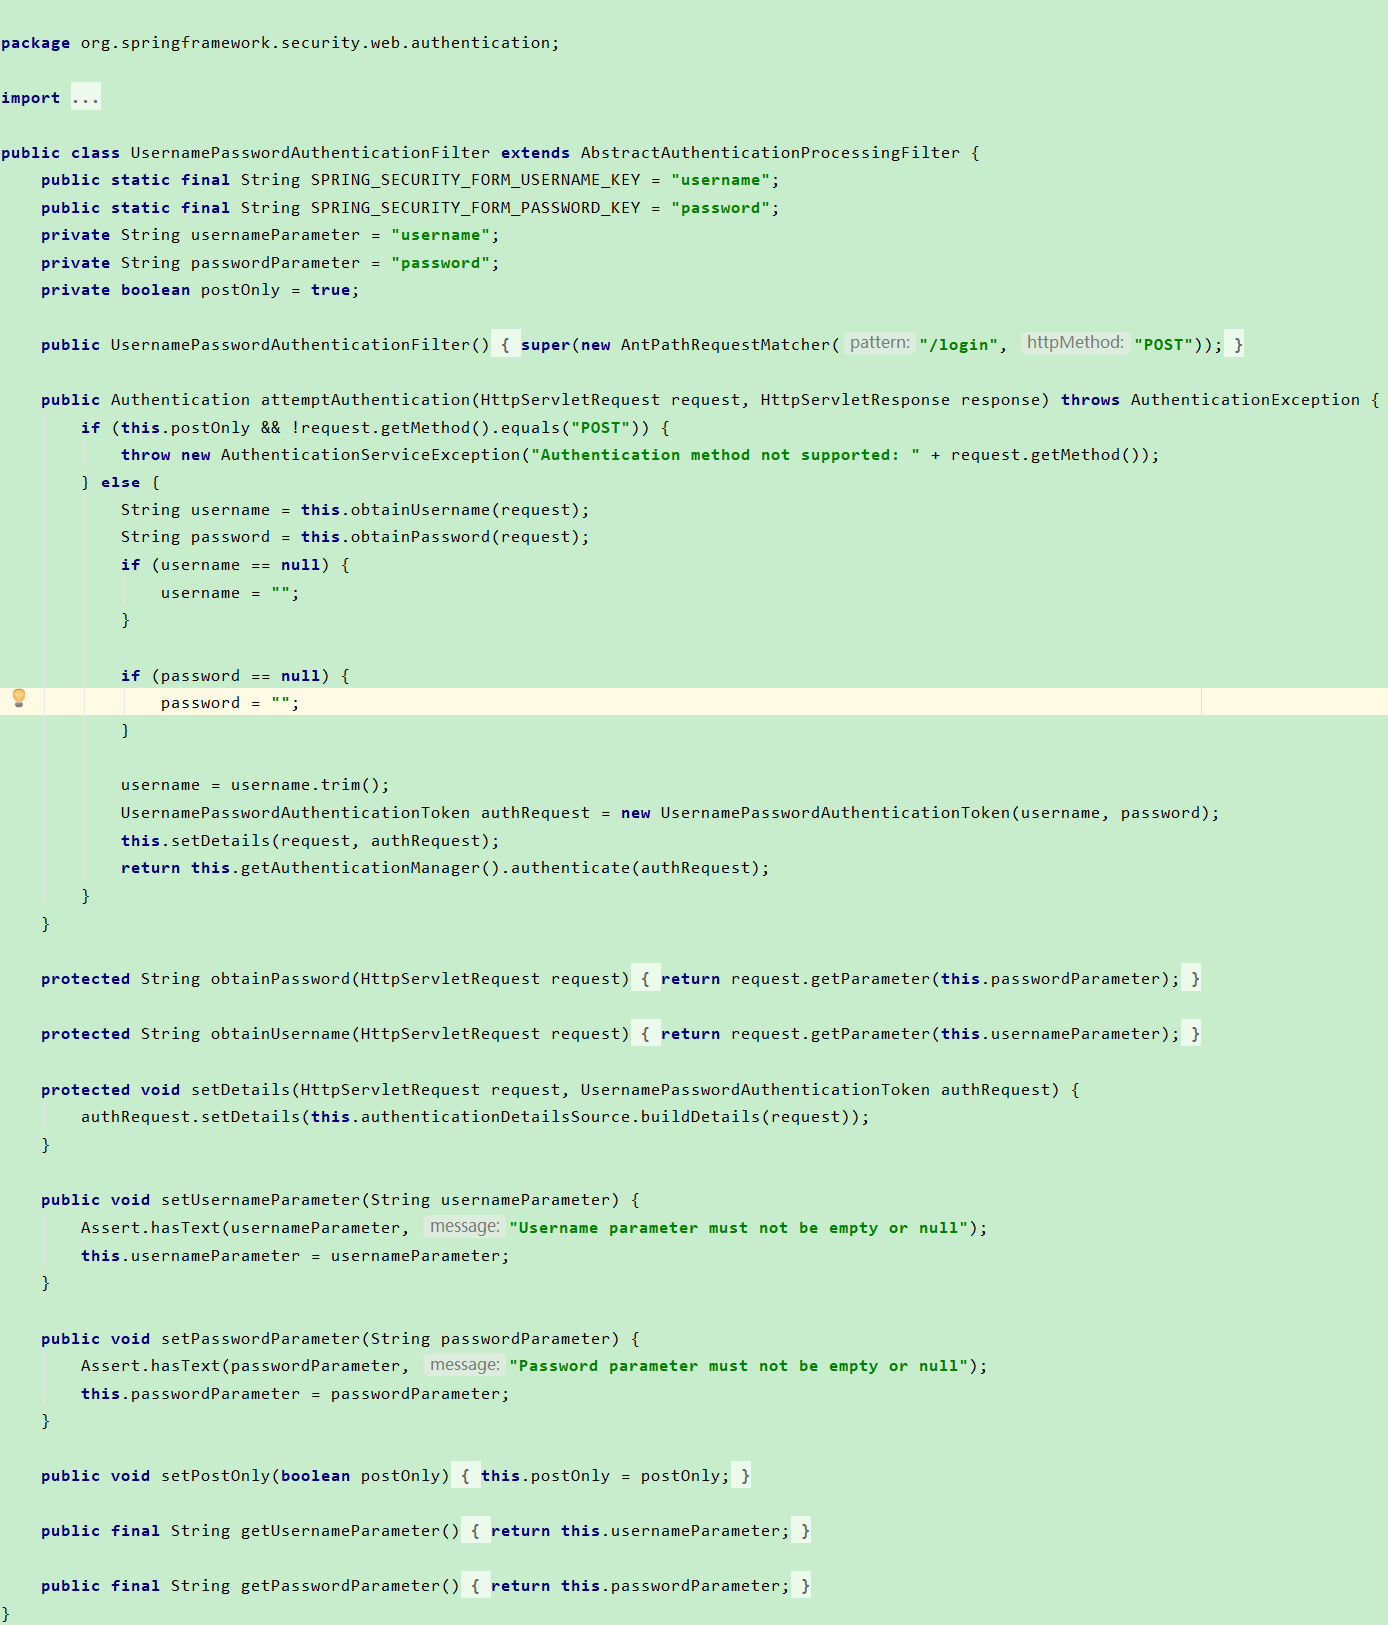 package org.springframework.security.web.authentication;
import ...
public class UsernamePasswordAuthenticationFilter extends AbstractAuthenticationProcessingFilter {
public static final String SPRING_SECURITY_FORM_USERNAME_KEY = "username";
public static final String SPRING_SECURITY_FORM_PASSWORD_KEY = "password";
private String usernameParameter = "username";
private String passwordParameter = "password";
private boolean postOnly = true;
public UsernamePasswordAuthenticationFilter() { super(new AntPathRequestMatcher( pattern: "/login", httpMethod: "POST")); }
public Authentication attemptAuthentication(HttpServletRequest request, HttpServletResponse response) throws AuthenticationException {
if (this.postOnly && !request.getMethod().equals("POST")) {
throw new AuthenticationServiceException("Authentication method not supported: " + request.getMethod());
} else {
String username = this.obtainUsername(request);
String password = this.obtainPassword(request);
if (username == null) {
username = "";
}
if (password == null) {
password = "";
}
username = username.trim();
UsernamePasswordAuthenticationToken authRequest = new UsernamePasswordAuthenticationToken(username, password);
this.setDetails(request, authRequest);
return this.getAuthenticationManager().authenticate(authRequest);
}
}
protected String obtainPassword(HttpServletRequest request) { return request.getParameter(this.passwordParameter); }
protected String obtainUsername(HttpServletRequest request) { return request.getParameter(this.usernameParameter); }
protected void setDetails(HttpServletRequest request, UsernamePasswordAuthenticationToken authRequest) {
authRequest.setDetails(this.authenticationDetailsSource.buildDetails(request));
}
public void setUsernameParameter(String usernameParameter) {
Assert.hasText(usernameParameter, message: "Username parameter must not be empty or null");
this.usernameParameter = usernameParameter;
}
public void setPasswordParameter(String passwordParameter) {
Assert.hasText(passwordParameter, message: "Password parameter must not be empty or null");
this.passwordParameter = passwordParameter;
}
public void setPostOnly(boolean postOnly) { this.postOnly = postOnly; }
public final String getUsernameParameter() { return this.usernameParameter; }
public final String getPasswordParameter() { return this.passwordParameter; }
}